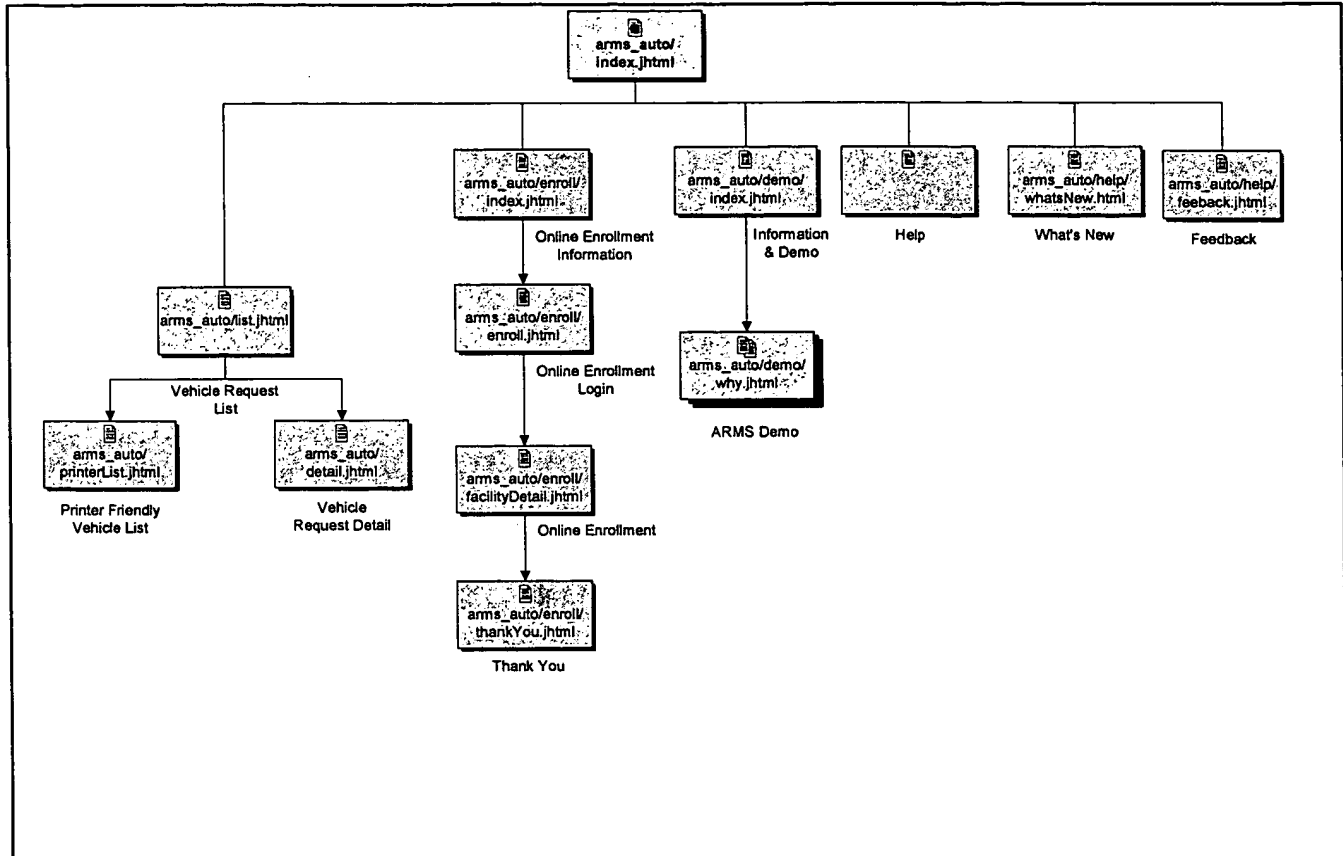 arms_auto/
index.jhtml
arms_auto/enroll/
index.jhtml
Online Enrollment
Information
arms_auto/demo/
index.jhtml
Information
& Demo
Help
arms_auto/help/
whatsNew.html
What's New
arms_auto/help/
feeback.jhtml
Feedback
arms_auto/list.jhtml
Vehicle Request
List
arms_auto/enroll/
enroll.jhtml
Online Enrollment
Login
arms_auto/demo/
why.jhtml
ARMS Demo
arms_auto/
printerList.jhtml
Printer Friendly
Vehicle List
arms_auto/
detail.jhtml
Vehicle
Request Detail
arms_auto/enroll/
facilityDetail.jhtml
Online Enrollment
arms_auto/enroll/
thankYou.jhtml
Thank You